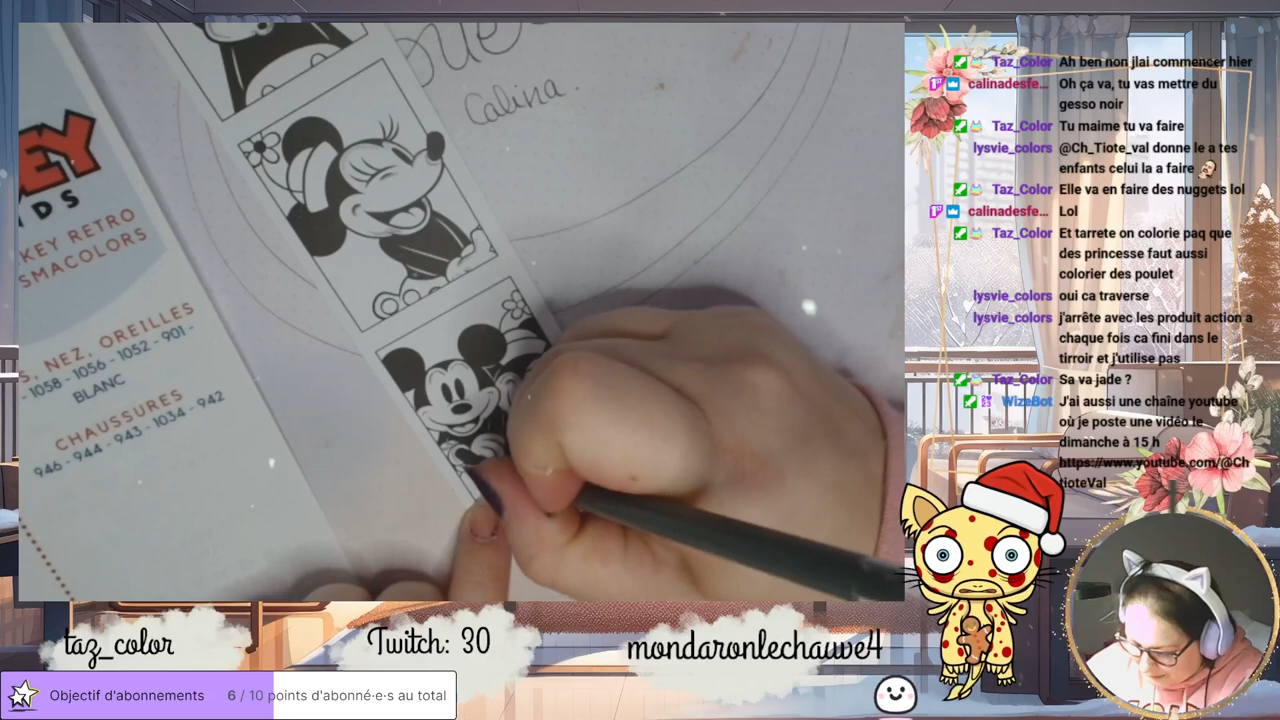 EY
DS
KEY RETRO
SMACOLORS
S, NEZ, OREILLES
- 1058 - 1056 - 1052 - 901 -
BLANC
CHAUSSURES
946 - 944 - 943 - 1034 - 942
Calina.
Taz_Color Ah ben non jlai commencer hier
calinadesfe... Oh ça va, tu vas mettre du
gesso noir
Taz_Color Tu maime tu va faire
lysvie_colors @Ch_Tiote_val donne le a tes
enfants celui la a faire
Taz_Color Elle va en faire des nuggets lol
calinadesfe... Lol
Taz_Color Et tarrete on colorie paq que
des princesse faut aussi
colorier des poulet
lysvie_colors oui ca traverse
lysvie_colors j'arrête avec les produit action a
chaque fois ca fini dans le
tirroir et j'utilise pas
Taz_Color Sa va jade ?
WizeBot J'ai aussi une chaîne youtube
où je poste une vidéo le
dimanche à 15 h
https://www.youtube.com/@Ch
tioteVal
taz_color
Twitch: 30
mondaronlechauve4
Objectif d'abonnements 6 / 10 points d'abonné·e·s au total